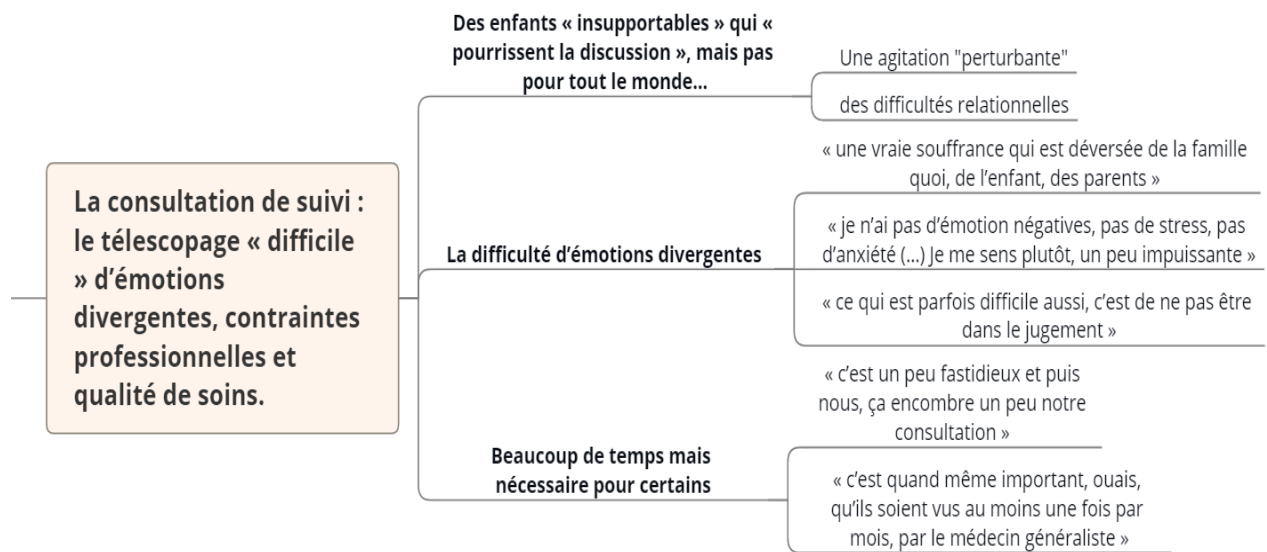 La consultation de suivi :
le télescopage « difficile
» d'émotions
divergentes, contraintes
professionnelles et
qualité de soins.
Des enfants « insupportables » qui «
pourrissent la discussion », mais pas
pour tout le monde...
Une agitation "perturbante"
des difficultés relationnelles
La difficulté d'émotions divergentes
« une vraie souffrance qui est déversée de la famille
quoi, de l'enfant, des parents »
« je n'ai pas d'émotion négatives, pas de stress, pas
d'anxiété (...) Je me sens plutôt, un peu impuissante »
« ce qui est parfois difficile aussi, c'est de ne pas être
dans le jugement »
Beaucoup de temps mais
nécessaire pour certains
« c'est un peu fastidieux et puis
nous, ça encombre un peu notre
consultation »
« c'est quand même important, ouais,
qu'ils soient vus au moins une fois par
mois, par le médecin généraliste »